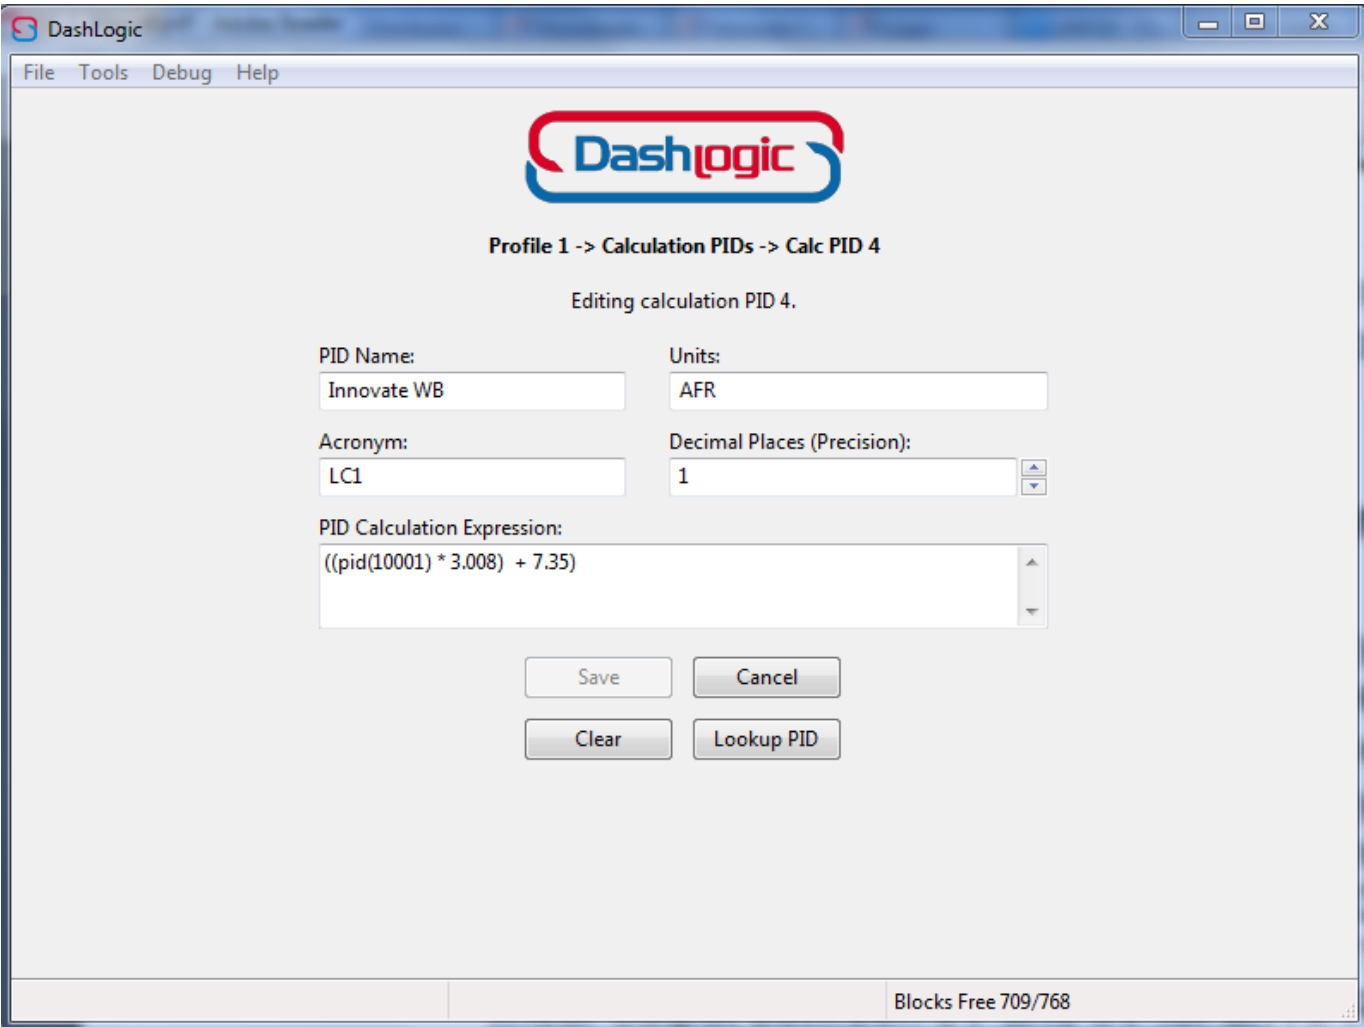 DashLogic
File Tools Debug Help
Dashlogic
Profile 1 -> Calculation PIDs -> Calc PID 4
Editing calculation PID 4.
PID Name: Units:
Innovate WB AFR
Acronym: Decimal Places (Precision):
LC1 1
PID Calculation Expression:
((pid(10001) * 3.008)  + 7.35)
Save Cancel
Clear Lookup PID
Blocks Free 709/768